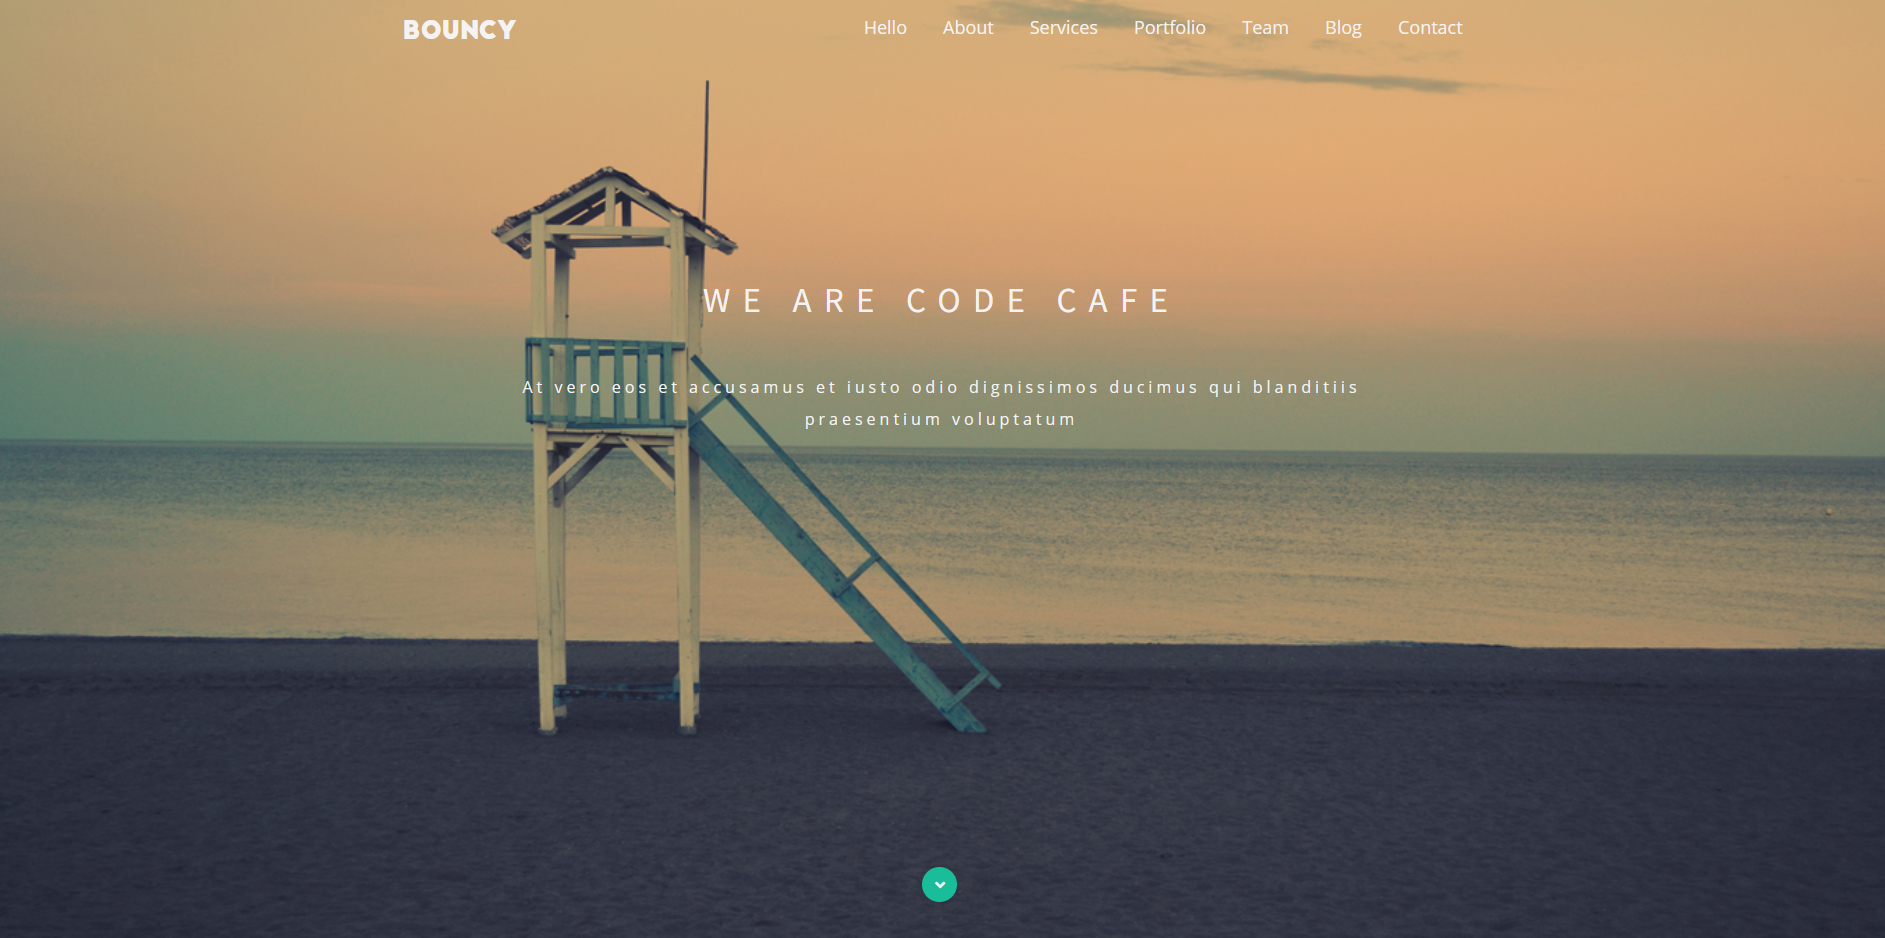 BOUNCY
Hello About Services Portfolio Team Blog Contact
WE ARE CODE CAFE
At vero eos et accusamus et iusto odio dignissimos ducimus qui blanditiis
praesentium voluptatum